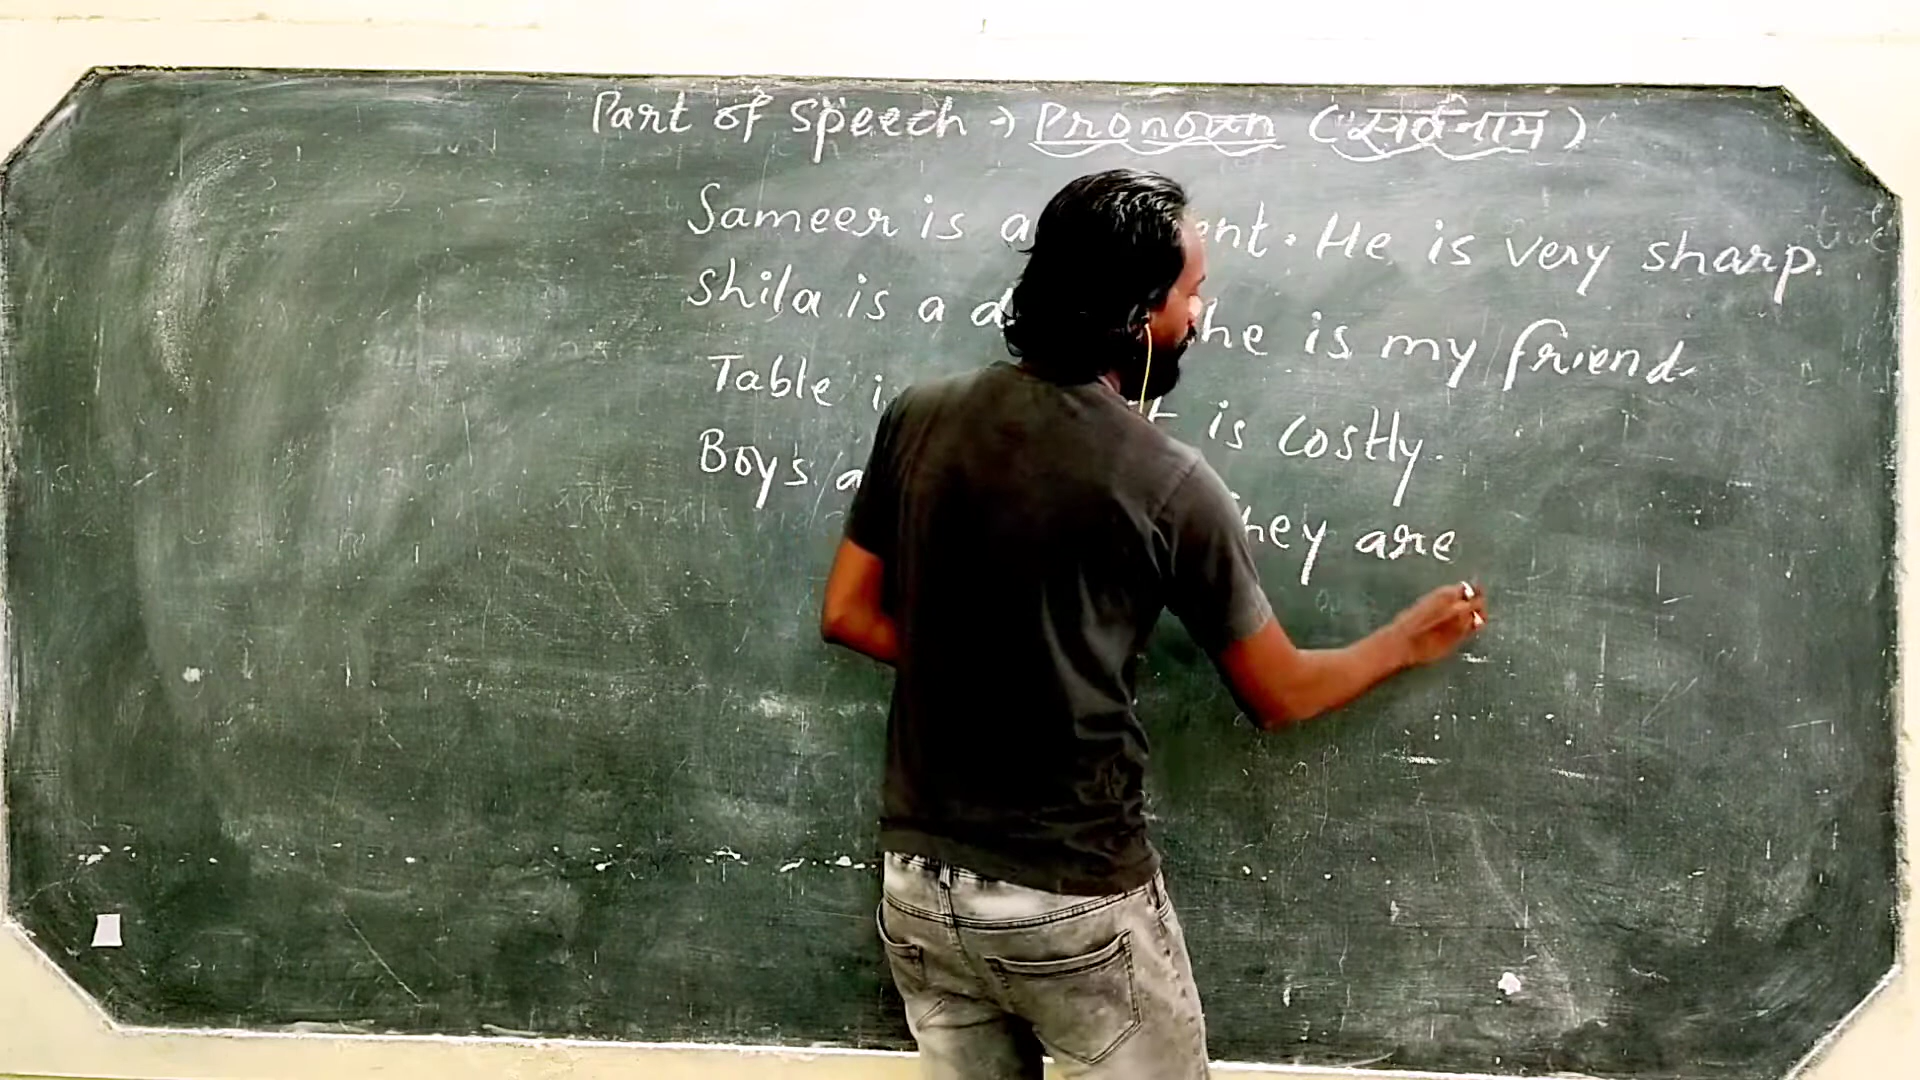 Part of Speech → Pronoun (सर्वनाम)
Sameer is a ent. He is very sharp.
Shila is a d he is my friend.
Table i t is costly.
Boys a hey are